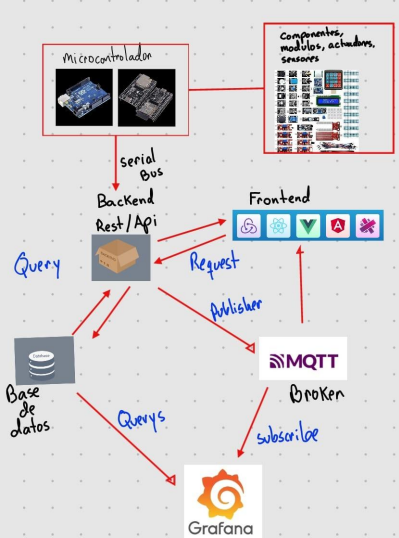 Microcontrolador
Componentes,
modulos, actuadores,
sensores
serial
Bus
Backend
Rest/Api
Frontend
Query
Request
Publisher
Base
de
datos
MQTT
Broken
Querys
subscribe
Grafana